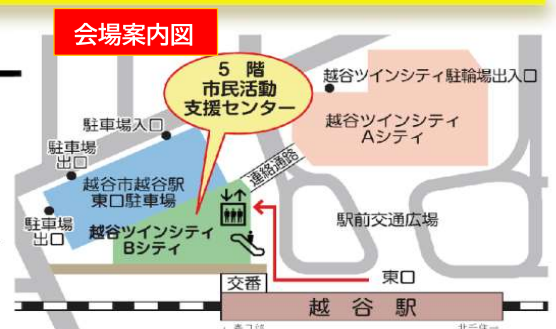 会場案内図
5 階
市民活動
支援センター
越谷ツインシティ駐輪場出入口
越谷ツインシティ
Aシティ
駐車場入口
駐車場
出口
越谷市越谷駅
東口駐車場
連絡通路
駐車場
出口
越谷ツインシティ
Bシティ
駅前交通広場
交番
東口
越谷駅